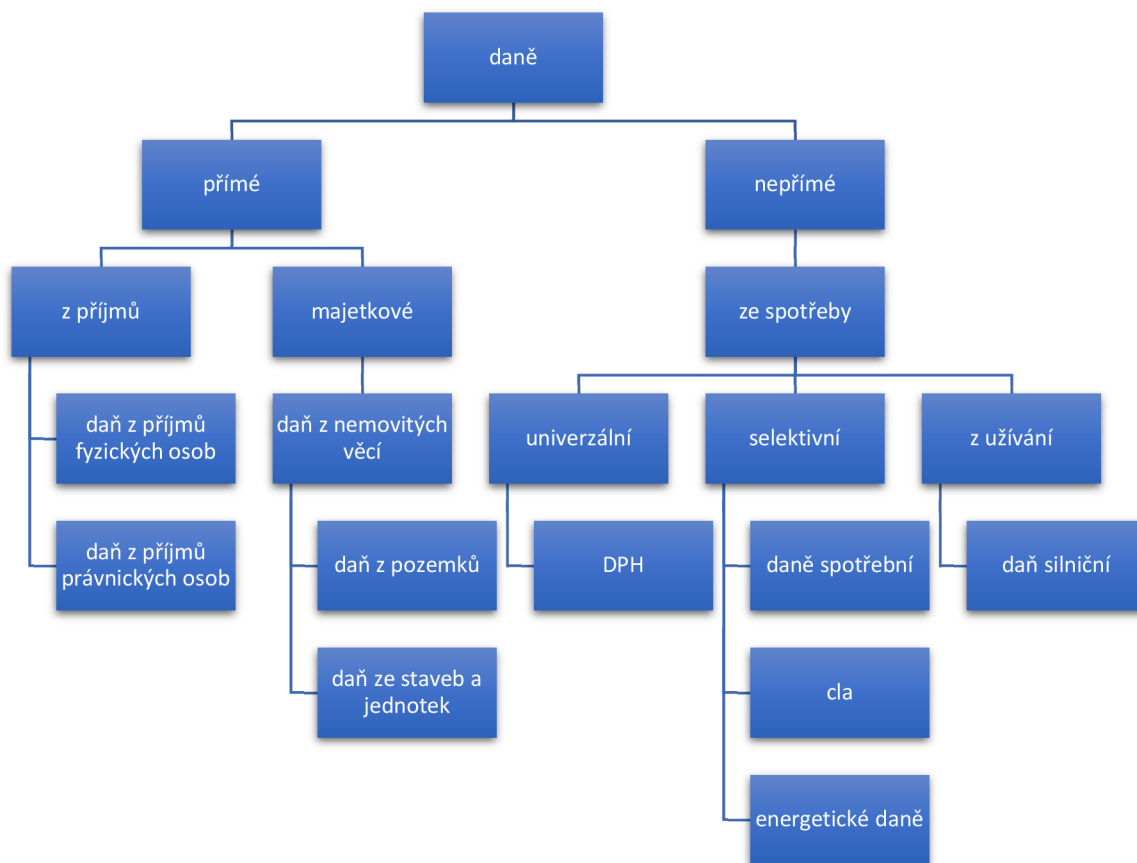 daně
přímé
nepřímé
z příjmů
majetkové
ze spotřeby
daň z příjmů
fyzických osob
daň z nemovitých
věcí
univerzální
selektivní
z užívání
daň z příjmů
právnických osob
daň z pozemků
DPH
daně spotřební
daň silniční
daň ze staveb a
jednotek
cla
energetické daně